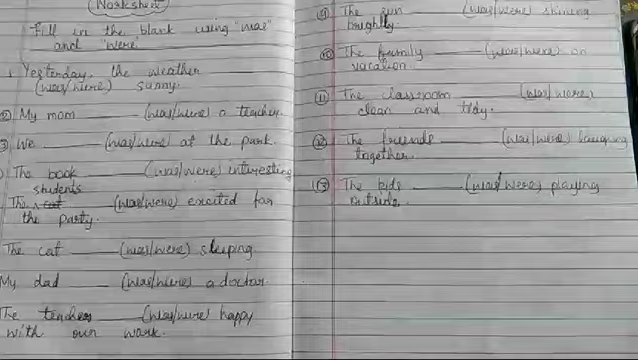 Worksheet
Fill in the blank using "was"
and "were"
1. Yesterday, the weather
(was/were) sunny.
② My mom ______ (was/were) a teacher.
③ We ______ (was/were) at the park.
The book ______ (was/were) interesting
students
The ______ (was/were) excited for
the party.
The cat ______ (was/were) sleeping
My dad ______ (was/were) a doctor.
The teacher ______ (was/were) happy
with our work.
⑨ The sun ______ (was/were) shining
brightly.
⑩ The family ______ (was/were) on
vacation.
⑪ The classroom ______ (was/were)
clean and tidy.
⑫ The friends ______ (was/were) laughing
together.
⑬ The kids ______ (was/were) playing
outside.